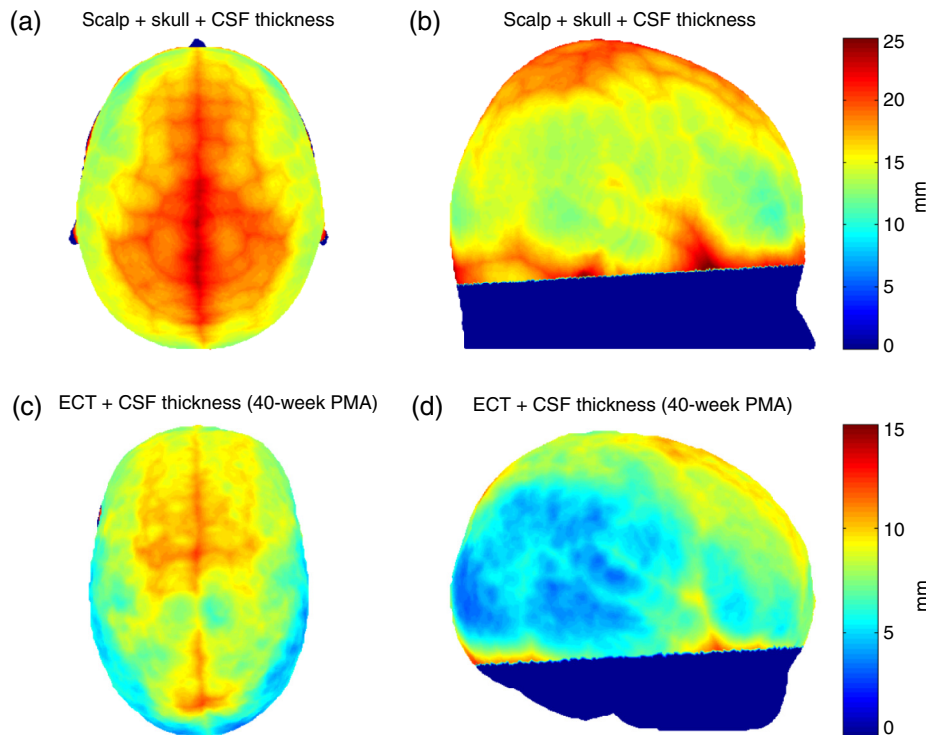 (a)
Scalp + skull + CSF thickness
(b)
Scalp + skull + CSF thickness
25
20
15
10
5
0
mm
(c)
ECT + CSF thickness (40-week PMA)
(d)
ECT + CSF thickness (40-week PMA)
15
10
5
0
mm